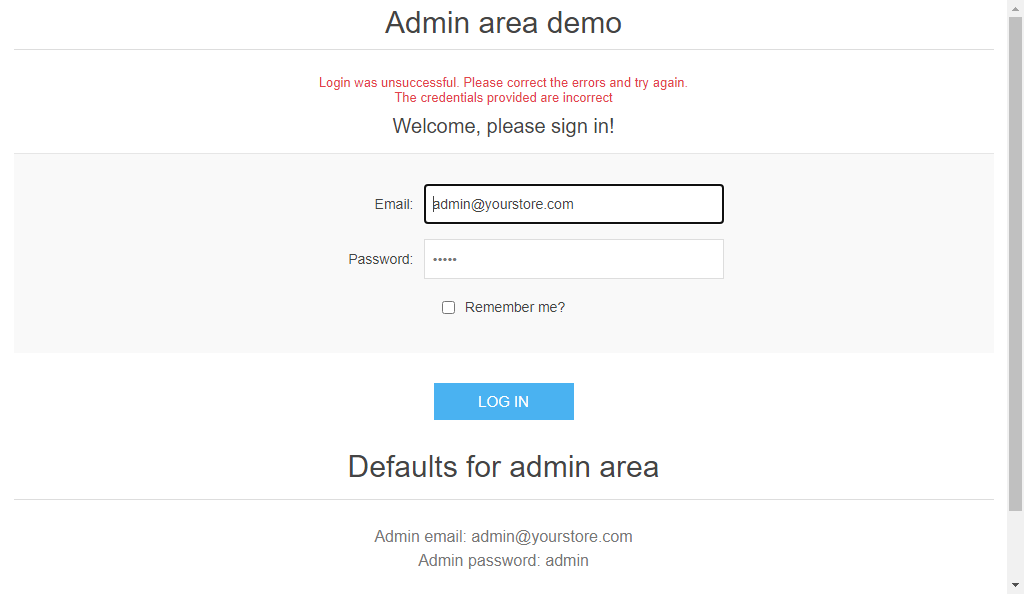 Admin area demo
Login was unsuccessful. Please correct the errors and try again.
The credentials provided are incorrect
Welcome, please sign in!
Email: admin@yourstore.com
Password: •••••
Remember me?
LOG IN
Defaults for admin area
Admin email: admin@yourstore.com
Admin password: admin